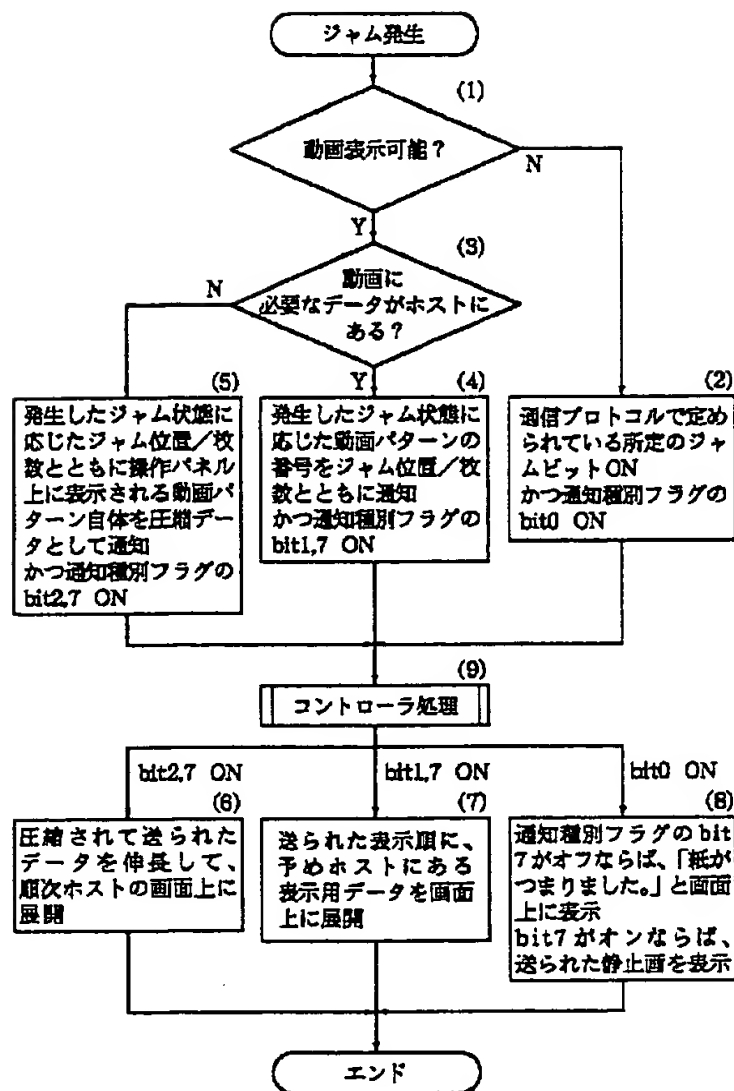 ジャム発生
(1)
動画表示可能？
N
Y
(3)
動画に
必要なデータがホストに
ある？
N
Y
(5)
発生したジャム状態に
応じたジャム位置／枚
数とともに操作パネル
上に表示される動画パ
ターン自体を圧縮デー
タとして通知
かつ通知種別フラグの
bit2,7 ON
(4)
発生したジャム状態に
応じた動画パターンの
番号をジャム位置／枚
数とともに通知
かつ通知種別フラグの
bit1,7 ON
(2)
通信プロトコルで定め
られている所定のジャ
ムビットON
かつ通知種別フラグの
bit0 ON
(9)
コントローラ処理
bit2,7 ON
bit1,7 ON
bit0 ON
(6)
圧縮されて送られた
データを伸長して、
順次ホストの画面上に
展開
(7)
送られた表示順に、
予めホストにある
表示用データを画面
上に展開
(8)
通知種別フラグのbit
7がオフならば、「紙が
つまりました。」と画面
上に表示
bit7がオンならば、
送られた静止画を表示
エンド